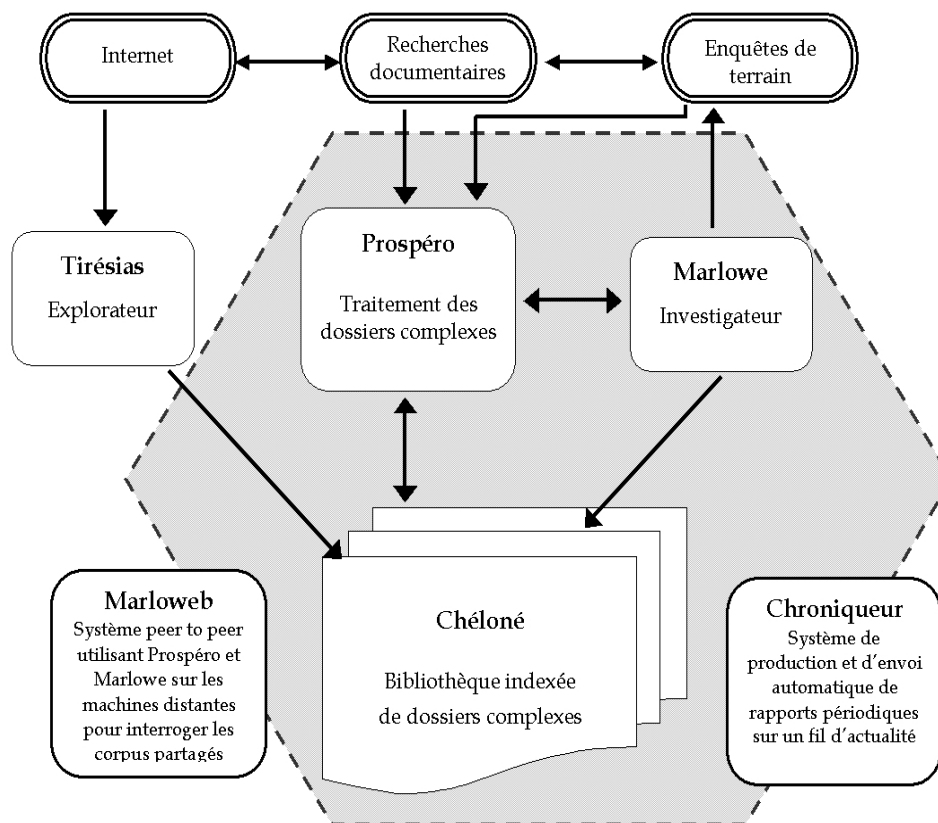 Internet
Recherches
documentaires
Enquêtes de
terrain
Tirésias
Explorateur
Prospéro
Traitement des
dossiers complexes
Marlowe
Investigateur
Marloweb
Système peer to peer
utilisant Prospéro et
Marlowe sur les
machines distantes
pour interroger les
corpus partagés
Chéloné
Bibliothèque indexée
de dossiers complexes
Chroniqueur
Système de
production et d'envoi
automatique de
rapports périodiques
sur un fil d'actualité